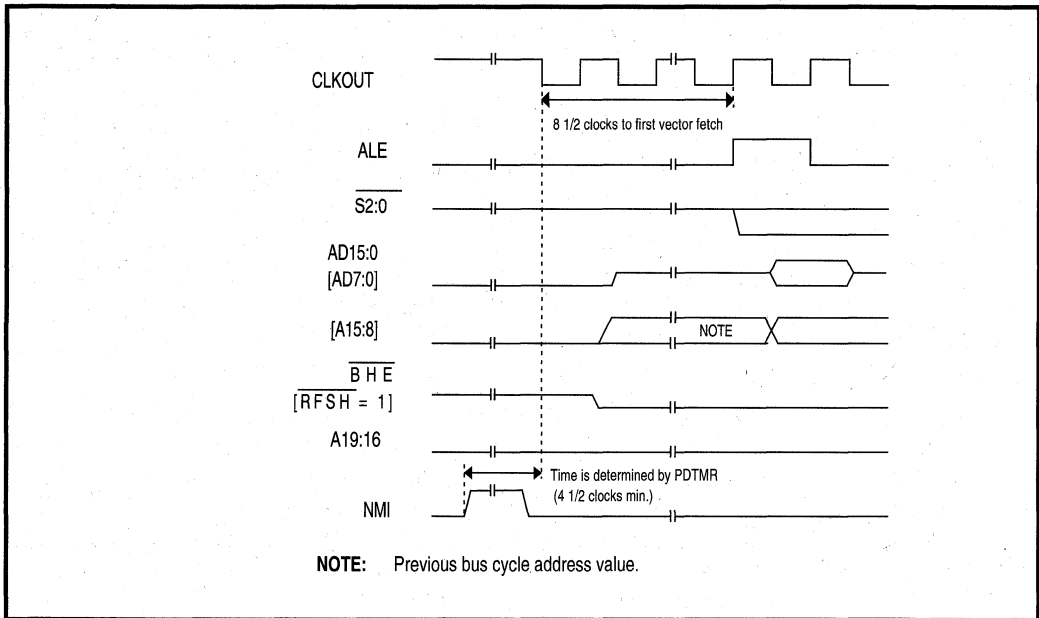 CLKOUT
8 1/2 clocks to first vector fetch
ALE
S2:0
AD15:0
[AD7:0]
[A15:8]
NOTE
B H E
[RFSH = 1]
A19:16
Time is determined by PDTMR
(4 1/2 clocks min.)
NMI
NOTE: Previous bus cycle address value.